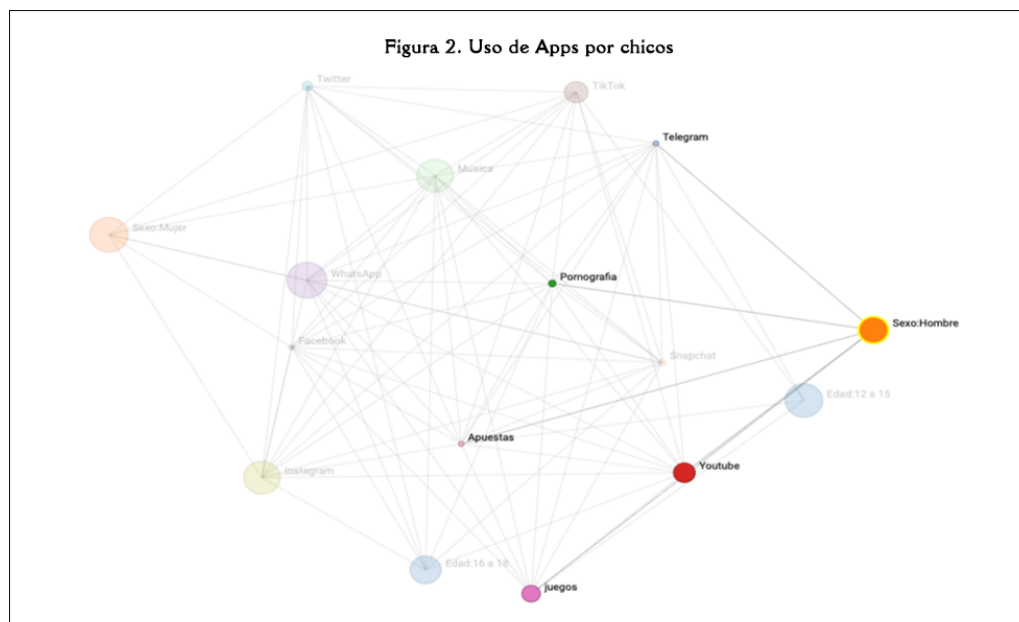 Figura 2. Uso de Apps por chicos
Twitter
TikTok
Telegram
Música
Sexo:Mujer
WhatsApp
Pornografia
Sexo:Hombre
Facebook
Snapchat
Edad:12 a 15
Apuestas
Youtube
Instagram
Edad:16 a 18
juegos